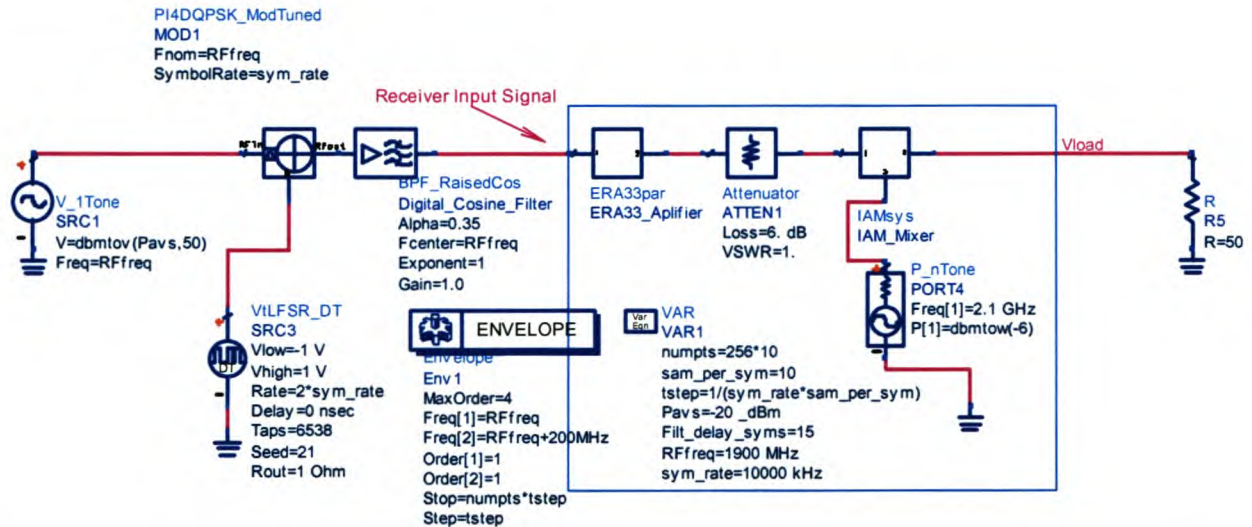 PI4DQPSK_ModTuned
MOD1
Fnom=RFfreq
SymbolRate=sym_rate
Receiver Input Signal
RFin
RFout
V_1Tone
SRC1
V=dbmtov(Pavs,50)
Freq=RFfreq
BPF_RaisedCos
Digital_Cosine_Filter
Alpha=0.35
Fcenter=RFfreq
Exponent=1
Gain=1.0
VtLFSR_DT
SRC3
Vlow=-1 V
Vhigh=1 V
Rate=2*sym_rate
Delay=0 nsec
Taps=6538
Seed=21
Rout=1 Ohm
DT
ENVELOPE
Envelope
Env1
MaxOrder=4
Freq[1]=RFfreq
Freq[2]=RFfreq+200MHz
Order[1]=1
Order[2]=1
Stop=numpts*tstep
Step=tstep
ERA33par
ERA33_Aplifier
Attenuator
ATTEN1
Loss=6. dB
VSWR=1.
IAMsys
IAM_Mixer
P_nTone
PORT4
Freq[1]=2.1 GHz
P[1]=dbmtow(-6)
Var
Eqn
VAR
VAR1
numpts=256*10
sam_per_sym=10
tstep=1/(sym_rate*sam_per_sym)
Pavs=-20 _dBm
Filt_delay_syms=15
RFfreq=1900 MHz
sym_rate=10000 kHz
Vload
R
R5
R=50